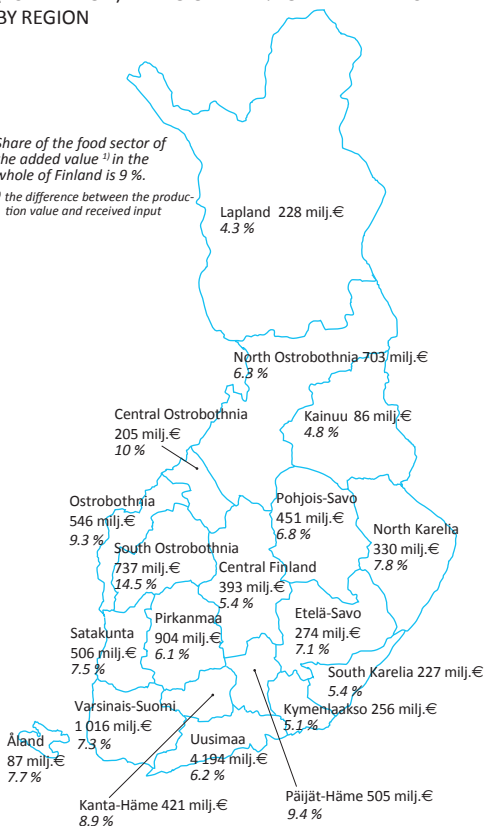 BY REGION
Share of the food sector of
the added value ¹⁾ in the
whole of Finland is 9 %.
the difference between the produc-
tion value and received input
Lapland 228 milj.€
4.3 %
North Ostrobothnia 703 milj.€
6.3 %
Central Ostrobothnia
205 milj.€
10 %
Kainuu 86 milj.€
4.8 %
Ostrobothnia
546 milj.€
9.3 %
Pohjois-Savo
451 milj.€
6.8 %
North Karelia
330 milj.€
7.8 %
South Ostrobothnia
737 milj.€
14.5 %
Central Finland
393 milj.€
5.4 %
Pirkanmaa
904 milj.€
6.1 %
Etelä-Savo
274 milj.€
7.1 %
Satakunta
506 milj.€
7.5 %
South Karelia 227 milj.€
5.4 %
Varsinais-Suomi
1 016 milj.€
7.3 %
Kymenlaakso 256 milj.€
5.1 %
Åland
87 milj.€
7.7 %
Uusimaa
4 194 milj.€
6.2 %
Kanta-Häme 421 milj.€
8.9 %
Päijät-Häme 505 milj.€
9.4 %